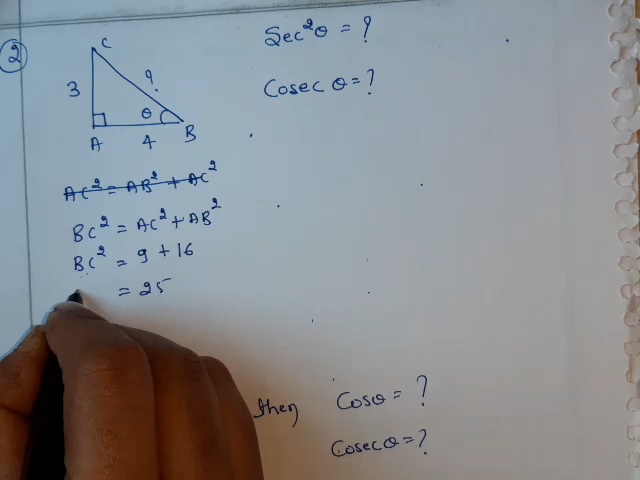 2
Sec²θ = ?
Cosec θ = ?
C
3
?
θ
A
4
B
AC² = AB² + AC²
BC² = AC² + AB²
BC² = 9 + 16
= 25
then Cosθ = ?
Cosecθ = ?